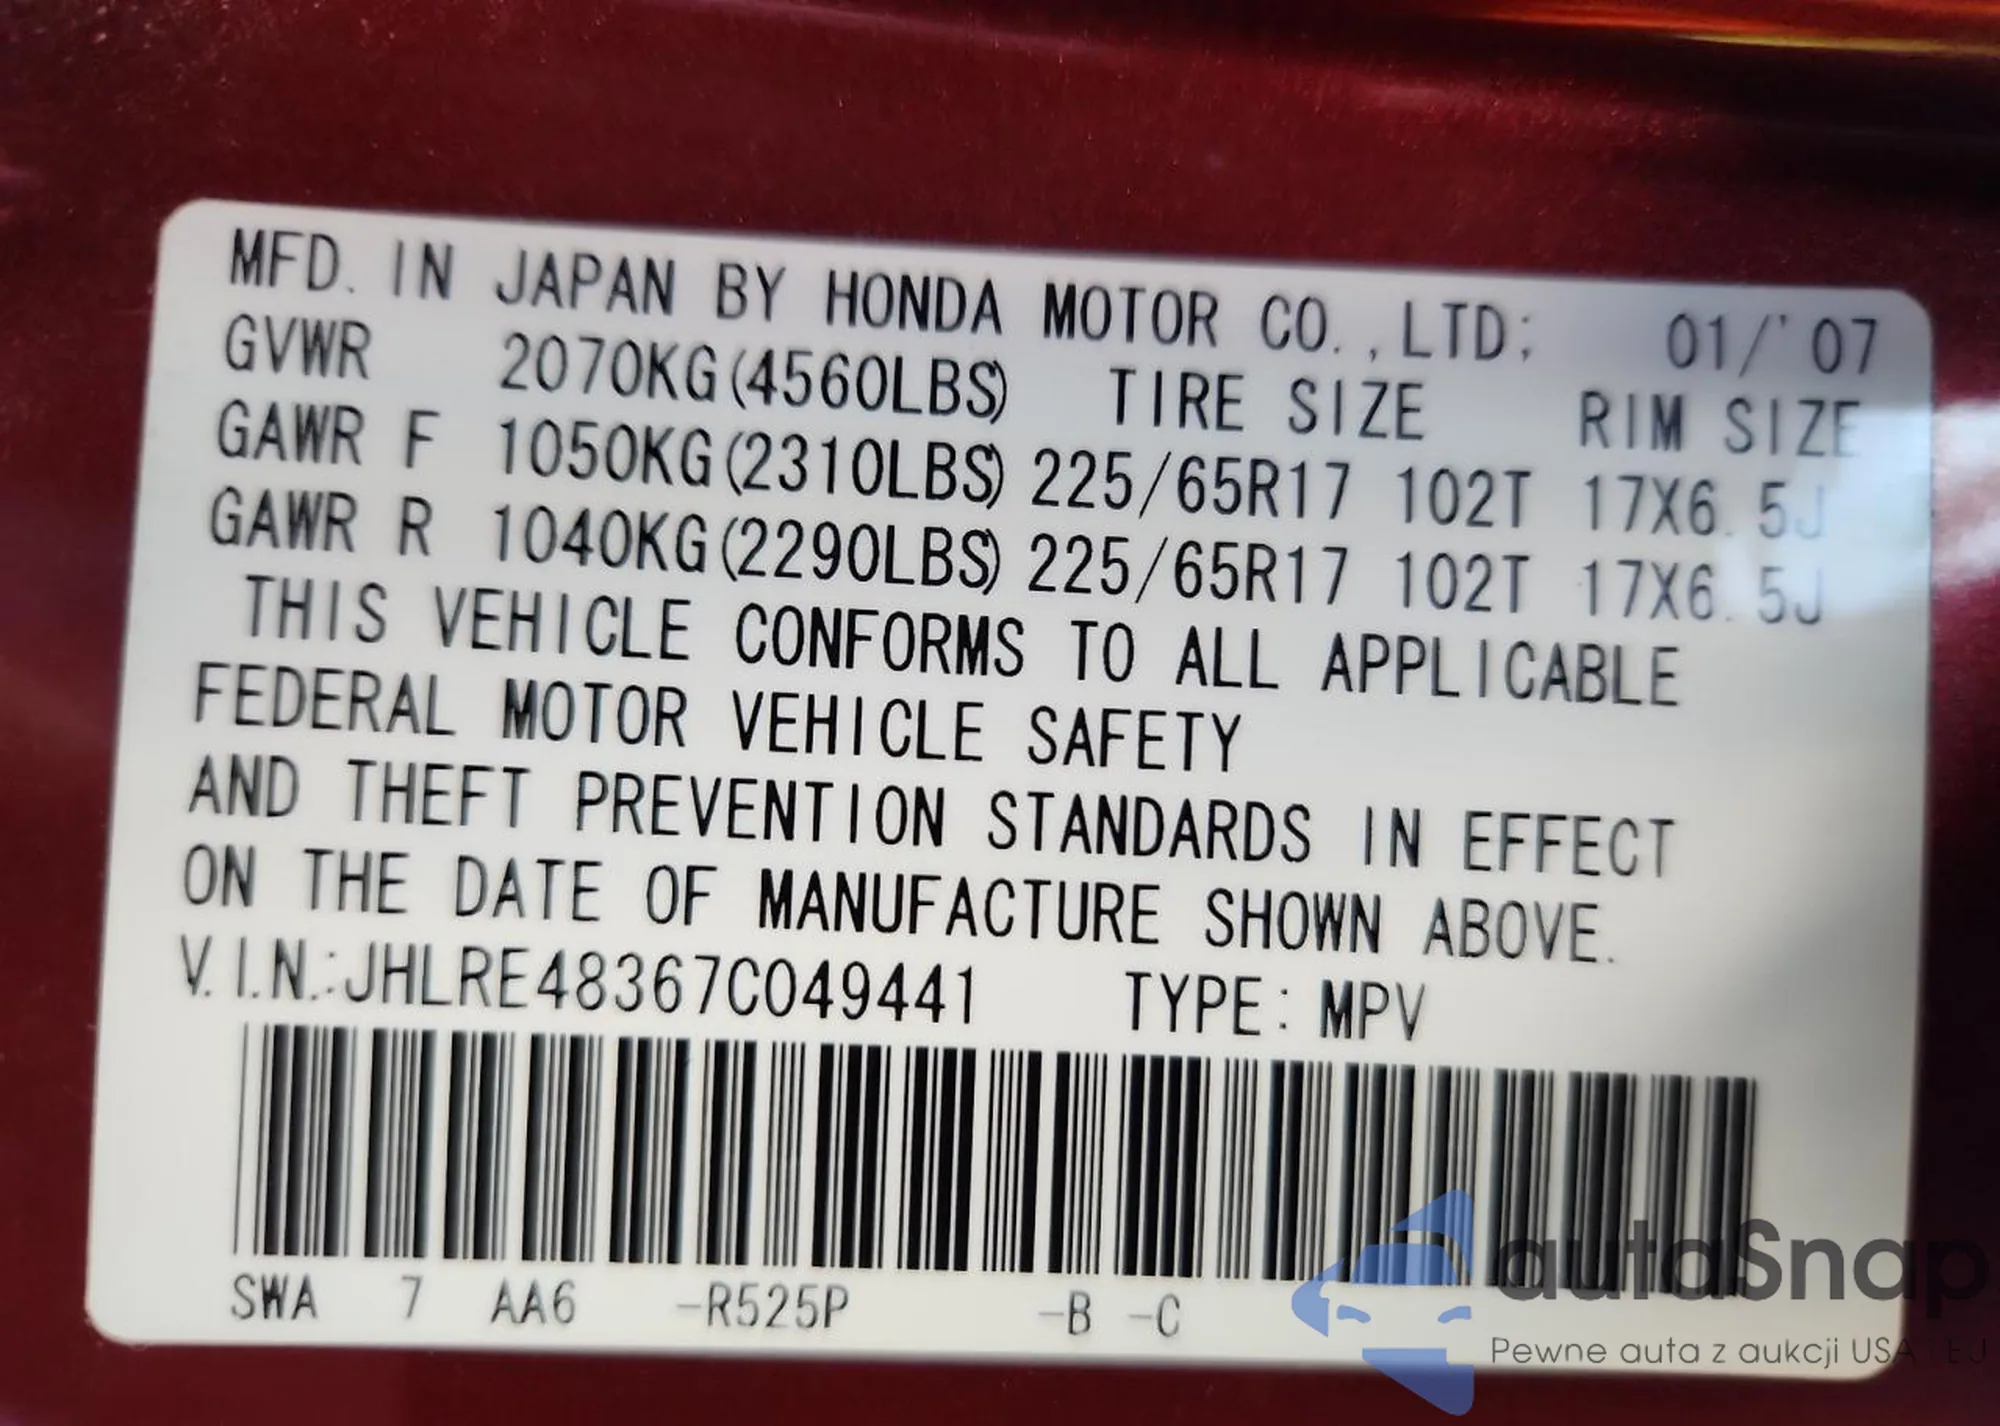 MFD. IN JAPAN BY HONDA MOTOR CO., LTD; 01/'07
GVWR 2070KG(4560LBS) TIRE SIZE RIM SIZE
GAWR F 1050KG(2310LBS) 225/65R17 102T 17X6.5J
GAWR R 1040KG(2290LBS) 225/65R17 102T 17X6.5J
THIS VEHICLE CONFORMS TO ALL APPLICABLE
FEDERAL MOTOR VEHICLE SAFETY
AND THEFT PREVENTION STANDARDS IN EFFECT
ON THE DATE OF MANUFACTURE SHOWN ABOVE.
V.I.N.:JHLRE48367C049441 TYPE: MPV
SWA 7 AA6 -R525P -B -C
autaSnap
Pewne auta z aukcji USA i EU